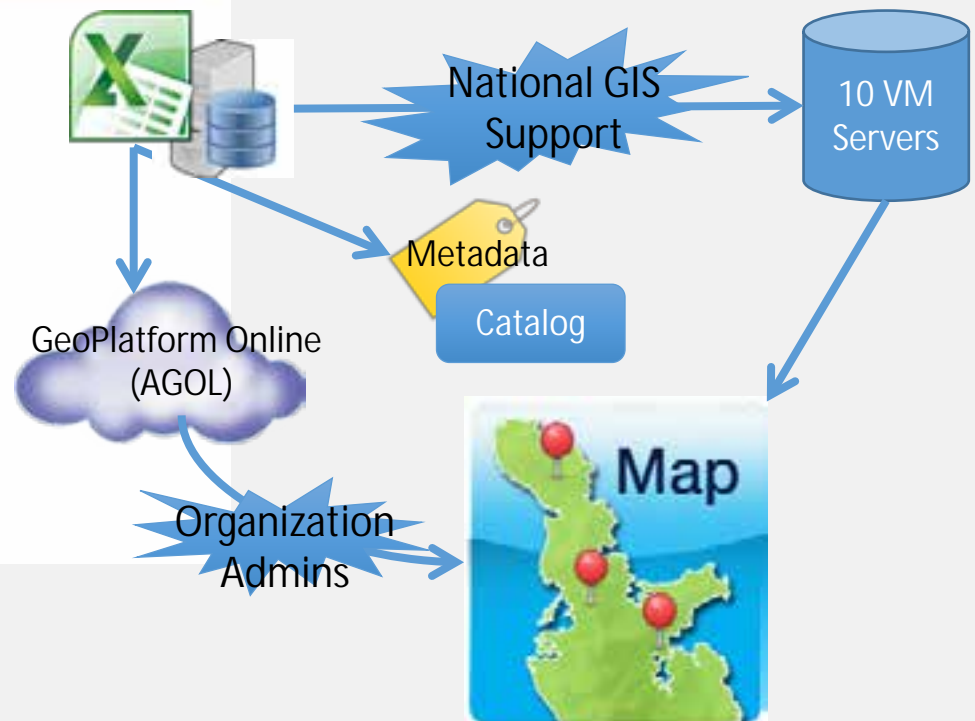 National GIS
Support
10 VM
Servers
Metadata
Catalog
GeoPlatform Online
(AGOL)
Organization
Admins
Map
X